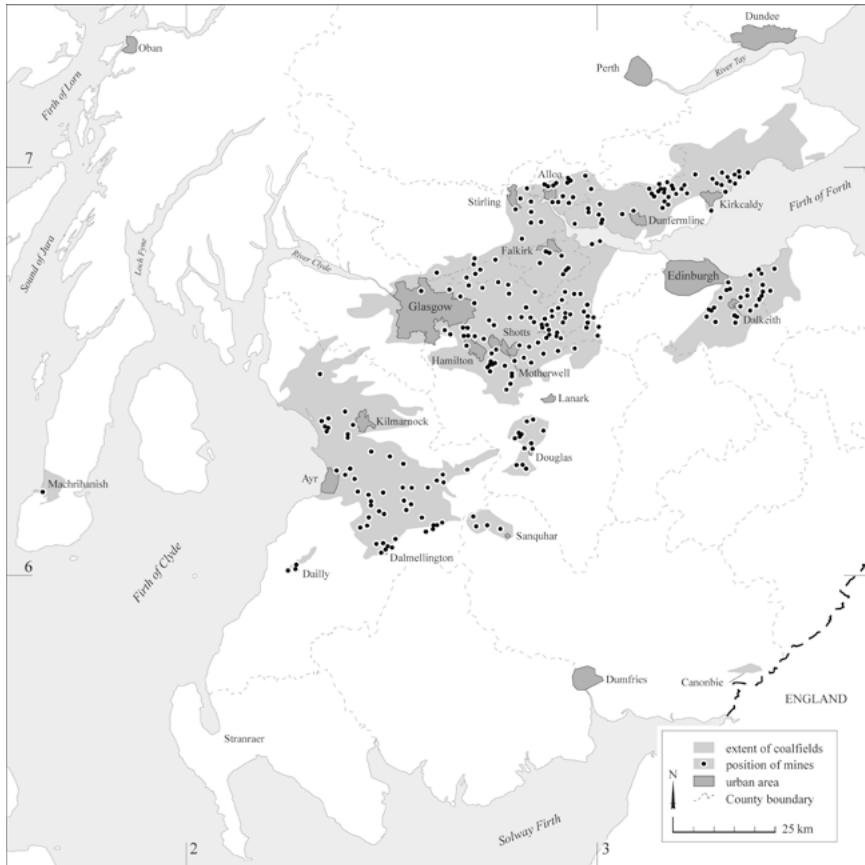 Dundee
Oban
Perth
River Tay
Firth of Lorn
7
Alloa
Stirling
Kirkcaldy
Firth of Forth
Dunfermline
Sound of Jura
Loch Fyne
River Clyde
Falkirk
Edinburgh
Glasgow
Dalkeith
Shotts
Hamilton
Motherwell
Lanark
Kilmarnock
Douglas
Ayr
Machrihanish
Sanquhar
Dalmellington
6
Firth of Clyde
Dailly
Dumfries
Canonbie
ENGLAND
Stranraer
extent of coalfields
position of mines
urban area
County boundary
N
25 km
Solway Firth
2
3